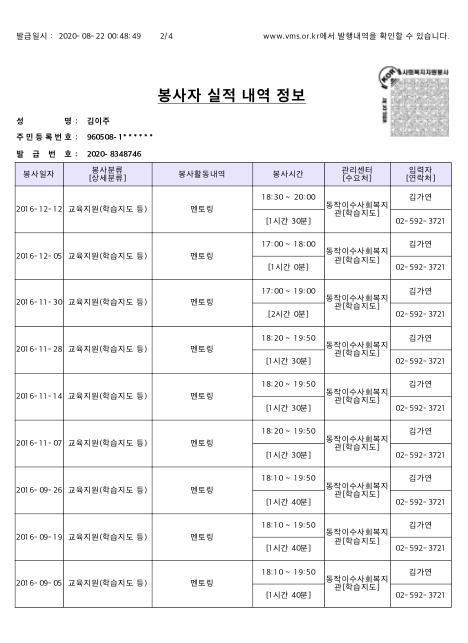 발급일시 : 2020-08-22 00:48:49 2/4 www.vms.or.kr에서 발행내역을 확인할 수 있습니다.
사회복지자원봉사
KOR
vms.or.kr
봉사자 실적 내역 정보
성 명 : 김이주
주민등록번호 : 960508-1******
발 급 번 호 : 2020-8348746
봉사일자 봉사분류 [상세분류] 봉사활동내역 봉사시간 관리센터 [수요처] 입력자 [연락처]
2016-12-12 교육지원(학습지도 등) 멘토링 18:30 ~ 20:00 [1시간 30분] 동작이수사회복지관[학습지도] 김가연 02-592-3721
2016-12-05 교육지원(학습지도 등) 멘토링 17:00 ~ 18:00 [1시간 0분] 동작이수사회복지관[학습지도] 김가연 02-592-3721
2016-11-30 교육지원(학습지도 등) 멘토링 17:00 ~ 19:00 [2시간 0분] 동작이수사회복지관[학습지도] 김가연 02-592-3721
2016-11-28 교육지원(학습지도 등) 멘토링 18:20 ~ 19:50 [1시간 30분] 동작이수사회복지관[학습지도] 김가연 02-592-3721
2016-11-14 교육지원(학습지도 등) 멘토링 18:20 ~ 19:50 [1시간 30분] 동작이수사회복지관[학습지도] 김가연 02-592-3721
2016-11-07 교육지원(학습지도 등) 멘토링 18:20 ~ 19:50 [1시간 30분] 동작이수사회복지관[학습지도] 김가연 02-592-3721
2016-09-26 교육지원(학습지도 등) 멘토링 18:10 ~ 19:50 [1시간 40분] 동작이수사회복지관[학습지도] 김가연 02-592-3721
2016-09-19 교육지원(학습지도 등) 멘토링 18:10 ~ 19:50 [1시간 40분] 동작이수사회복지관[학습지도] 김가연 02-592-3721
2016-09-05 교육지원(학습지도 등) 멘토링 18:10 ~ 19:50 [1시간 40분] 동작이수사회복지관[학습지도] 김가연 02-592-3721